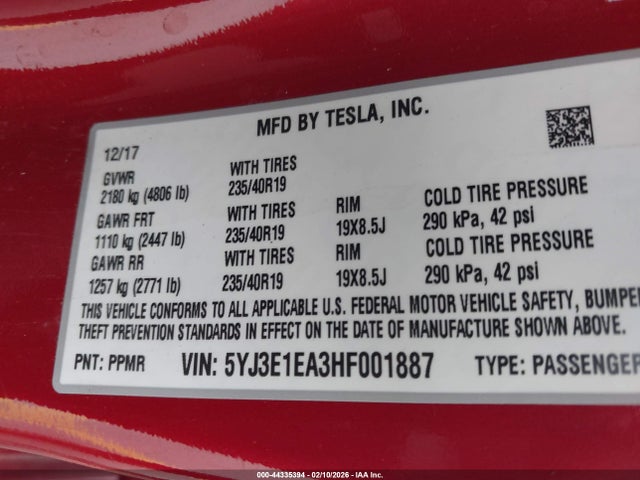 MFD BY TESLA, INC.
12/17
GVWR WITH TIRES
2180 kg (4806 lb) 235/40R19
GAWR FRT WITH TIRES RIM COLD TIRE PRESSURE
1110 kg (2447 lb) 235/40R19 19X8.5J 290 kPa, 42 psi
GAWR RR WITH TIRES RIM COLD TIRE PRESSURE
1257 kg (2771 lb) 235/40R19 19X8.5J 290 kPa, 42 psi
THIS VEHICLE CONFORMS TO ALL APPLICABLE U.S. FEDERAL MOTOR VEHICLE SAFETY, BUMPER
THEFT PREVENTION STANDARDS IN EFFECT ON THE DATE OF MANUFACTURE SHOWN ABOVE.
PNT: PPMR VIN: 5YJ3E1EA3HF001887 TYPE: PASSENGER
000-44335394 - 02/10/2026 - IAA Inc.